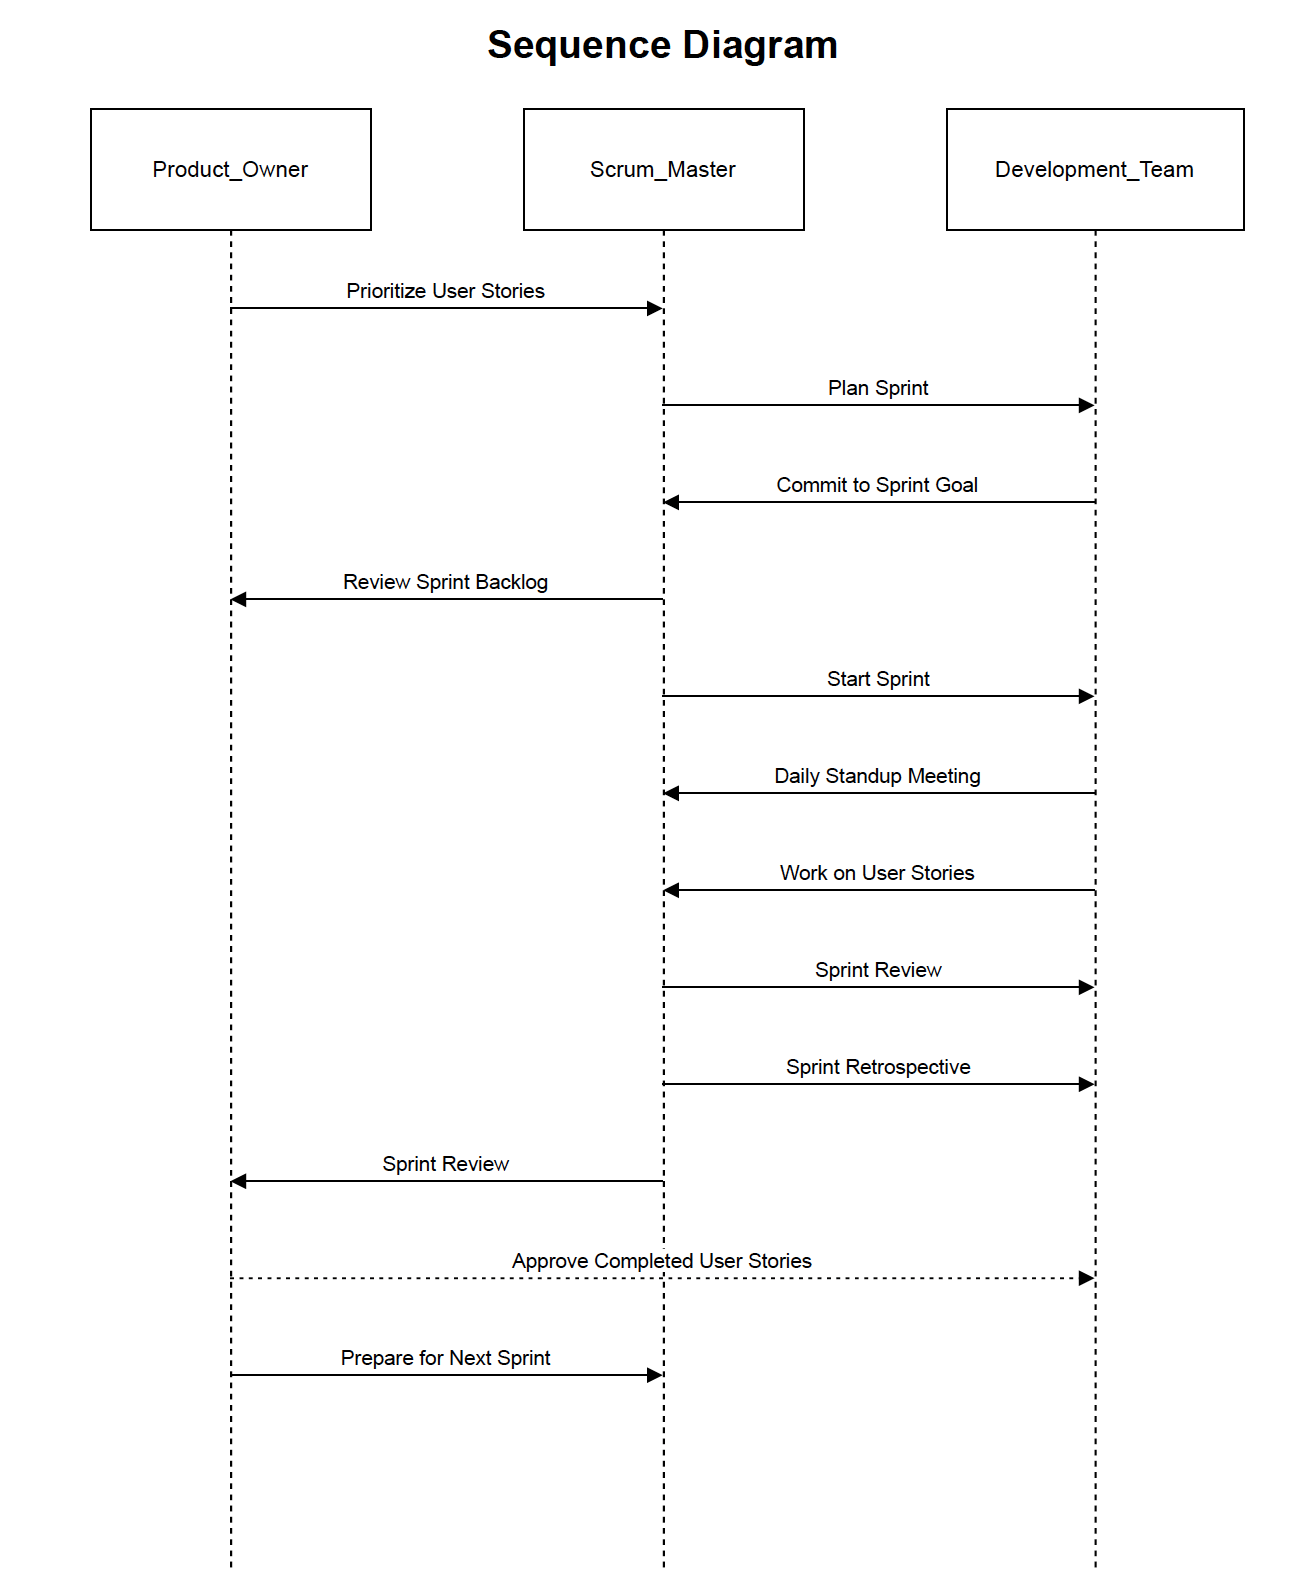 Sequence Diagram
Product_Owner
Scrum_Master
Development_Team
Prioritize User Stories
Plan Sprint
Commit to Sprint Goal
Review Sprint Backlog
Start Sprint
Daily Standup Meeting
Work on User Stories
Sprint Review
Sprint Retrospective
Sprint Review
Approve Completed User Stories
Prepare for Next Sprint